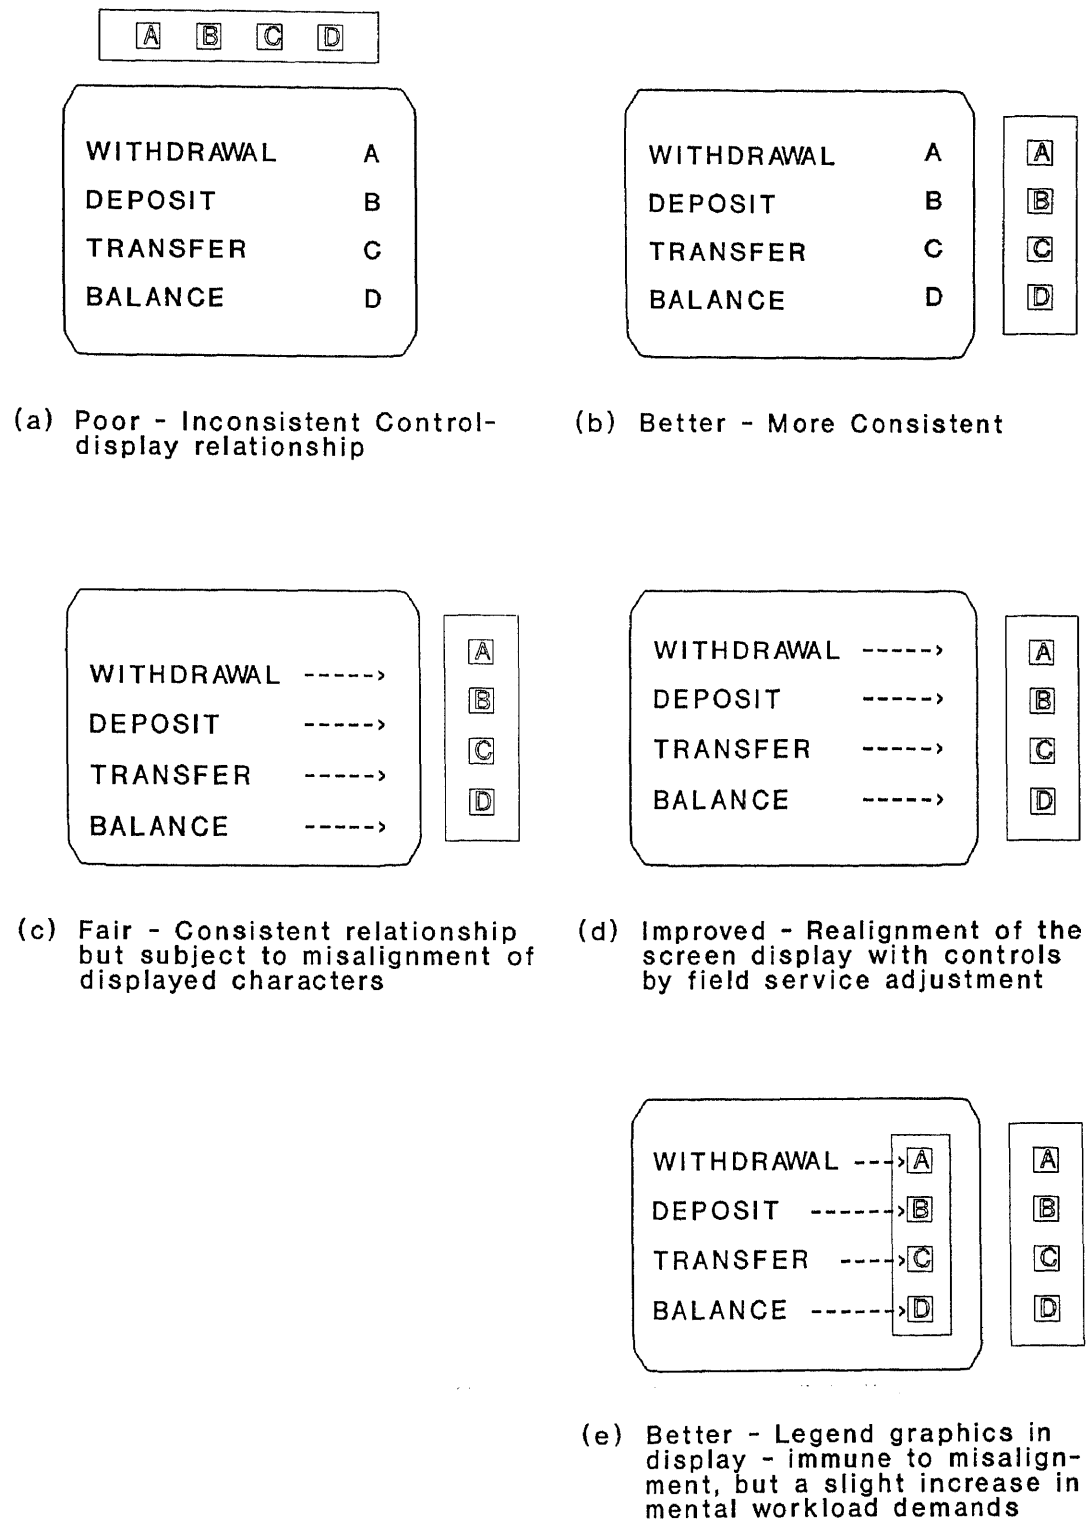 A B C D
WITHDRAWAL A
DEPOSIT B
TRANSFER C
BALANCE D
(a) Poor - Inconsistent Control-
display relationship
WITHDRAWAL A A
DEPOSIT B B
TRANSFER C C
BALANCE D D
(b) Better - More Consistent
WITHDRAWAL -----> A
DEPOSIT -----> B
TRANSFER -----> C
BALANCE -----> D
(c) Fair - Consistent relationship
but subject to misalignment of
displayed characters
WITHDRAWAL -----> A
DEPOSIT -----> B
TRANSFER -----> C
BALANCE -----> D
(d) Improved - Realignment of the
screen display with controls
by field service adjustment
WITHDRAWAL ---> A A
DEPOSIT ------> B B
TRANSFER ----> C C
BALANCE ------> D D
(e) Better - Legend graphics in
display - immune to misalign-
ment, but a slight increase in
mental workload demands